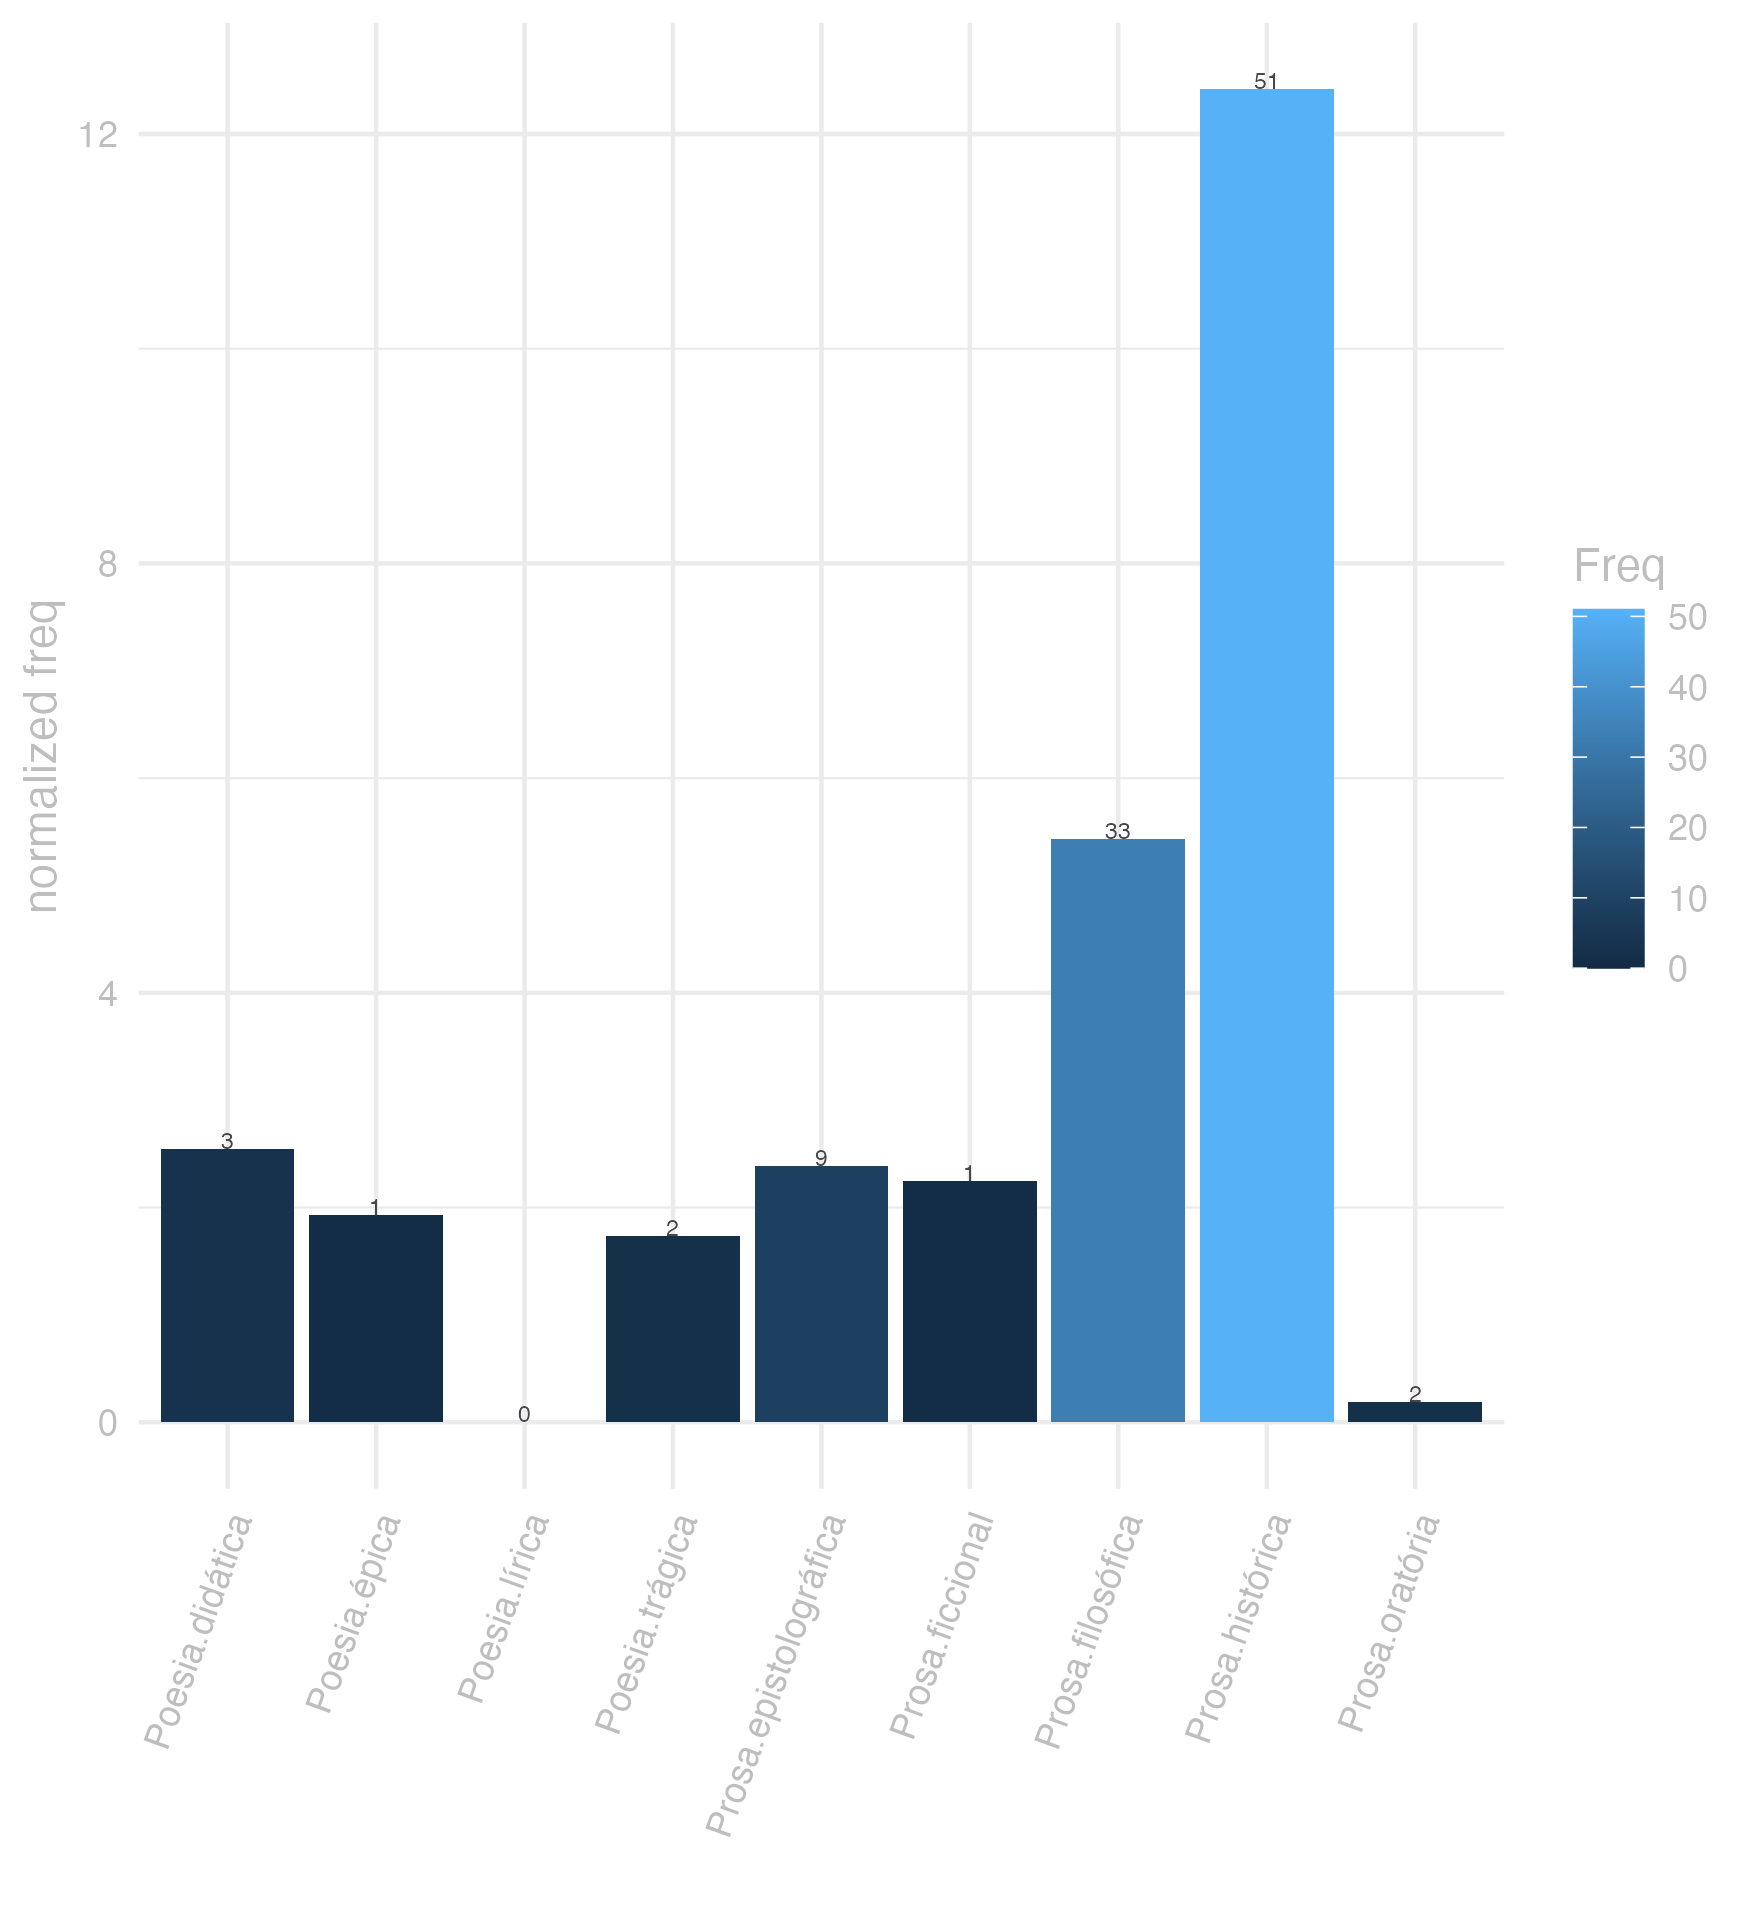 normalized freq
12
8
4
0
3
1
0
2
9
1
33
51
2
Poesia.didática
Poesia.épica
Poesia.lírica
Poesia.trágica
Prosa.epistolográfica
Prosa.ficcional
Prosa.filosófica
Prosa.histórica
Prosa.oratória
Freq
50
40
30
20
10
0